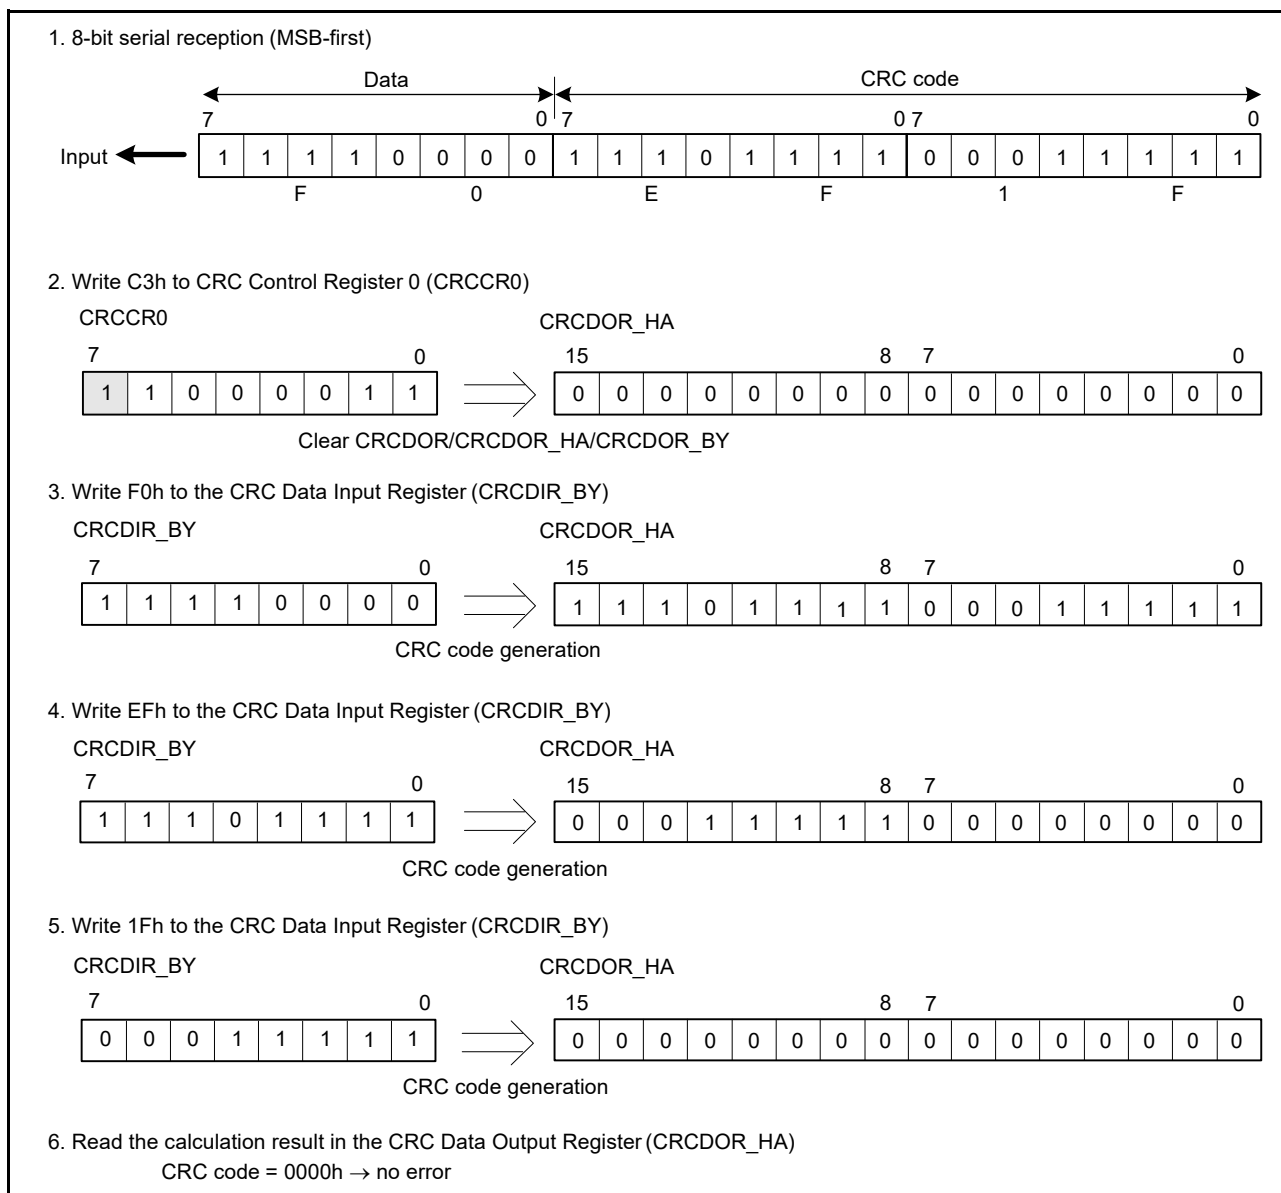 1. 8-bit serial reception (MSB-first)
Data CRC code
7 0 7 0 7 0
Input 1 1 1 1 0 0 0 0 1 1 1 0 1 1 1 1 0 0 0 1 1 1 1 1
F 0 E F 1 F
2. Write C3h to CRC Control Register 0 (CRCCR0)
CRCCR0 CRCDOR_HA
7 0 15 8 7 0
1 1 0 0 0 0 1 1 0 0 0 0 0 0 0 0 0 0 0 0 0 0 0 0
Clear CRCDOR/CRCDOR_HA/CRCDOR_BY
3. Write F0h to the CRC Data Input Register (CRCDIR_BY)
CRCDIR_BY CRCDOR_HA
7 0 15 8 7 0
1 1 1 1 0 0 0 0 1 1 1 0 1 1 1 1 0 0 0 1 1 1 1 1
CRC code generation
4. Write EFh to the CRC Data Input Register (CRCDIR_BY)
CRCDIR_BY CRCDOR_HA
7 0 15 8 7 0
1 1 1 0 1 1 1 1 0 0 0 1 1 1 1 1 0 0 0 0 0 0 0 0
CRC code generation
5. Write 1Fh to the CRC Data Input Register (CRCDIR_BY)
CRCDIR_BY CRCDOR_HA
7 0 15 8 7 0
0 0 0 1 1 1 1 1 0 0 0 0 0 0 0 0 0 0 0 0 0 0 0 0
CRC code generation
6. Read the calculation result in the CRC Data Output Register (CRCDOR_HA)
CRC code = 0000h → no error